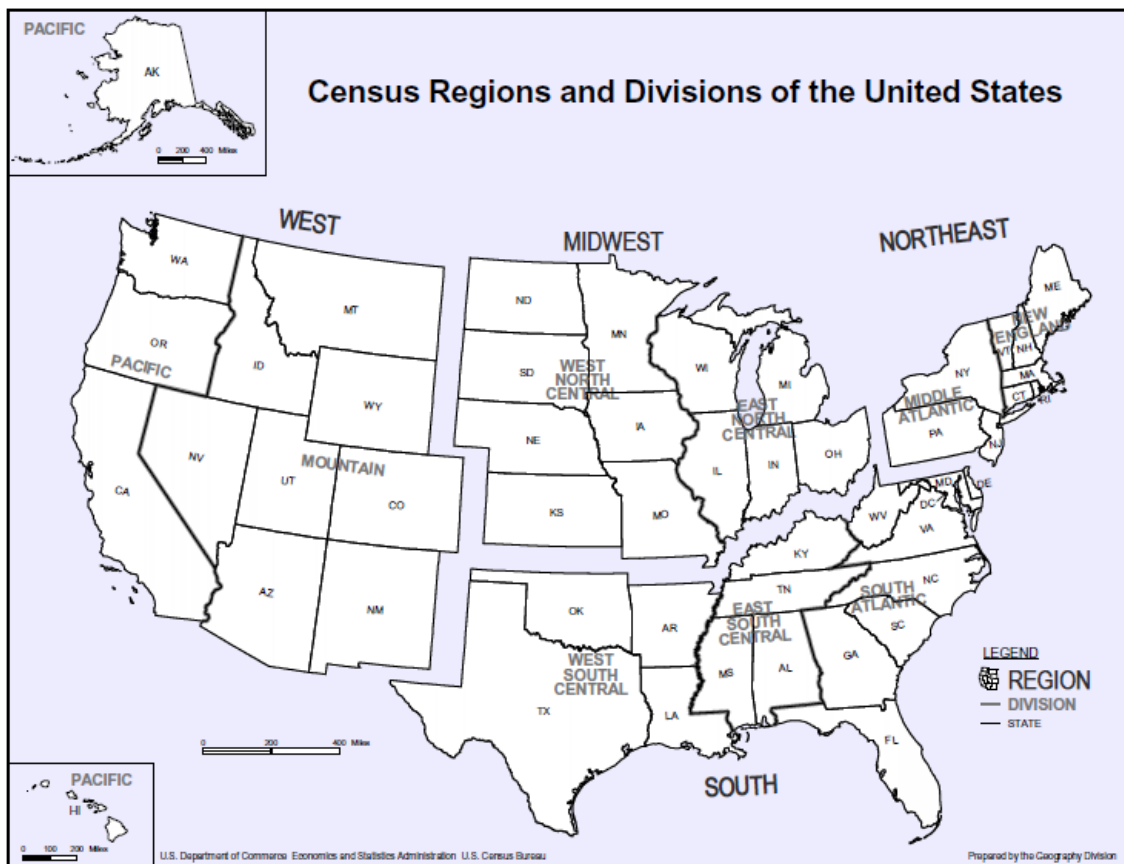 PACIFIC
AK
0 200 400 Miles
Census Regions and Divisions of the United States
WEST
MIDWEST
NORTHEAST
WA
MT
ND
MN
ME
OR
PACIFIC
ID
SD
WEST
NORTH
CENTRAL
WI
MI
NEW
ENGLAND
VT
NH
NY
MA
CT
RI
WY
MIDDLE
ATLANTIC
EAST
NORTH
CENTRAL
NE
IA
PA
NJ
NV
MOUNTAIN
UT
IL
IN
OH
CA
CO
KS
MO
MD
DE
DC
WV
VA
KY
AZ
NM
OK
AR
TN
EAST
SOUTH
CENTRAL
SOUTH
ATLANTIC
NC
SC
WEST
SOUTH
CENTRAL
MS
AL
GA
TX
LA
FL
LEGEND
REGION
DIVISION
STATE
0 200 400 Miles
SOUTH
PACIFIC
HI
0 100 200 Miles
U.S. Department of Commerce Economics and Statistics Administration U.S. Census Bureau
Prepared by the Geography Division